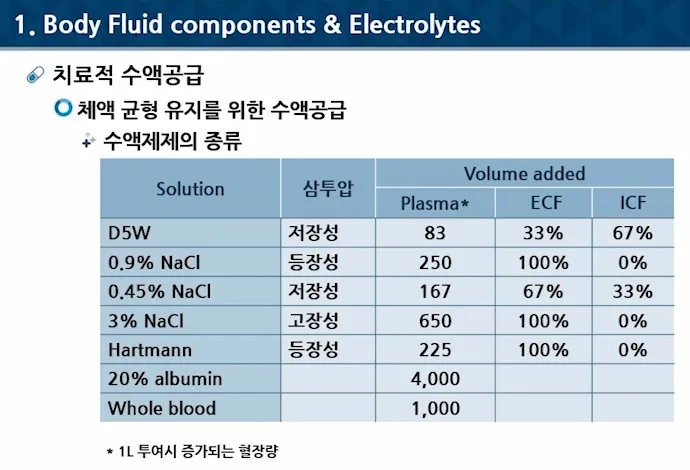 1. Body Fluid components & Electrolytes
치료적 수액공급
체액 균형 유지를 위한 수액공급
수액제제의 종류
Solution 삼투압 Volume added
Plasma* ECF ICF
D5W 저장성 83 33% 67%
0.9% NaCl 등장성 250 100% 0%
0.45% NaCl 저장성 167 67% 33%
3% NaCl 고장성 650 100% 0%
Hartmann 등장성 225 100% 0%
20% albumin 4,000
Whole blood 1,000
* 1L 투여시 증가되는 혈장량